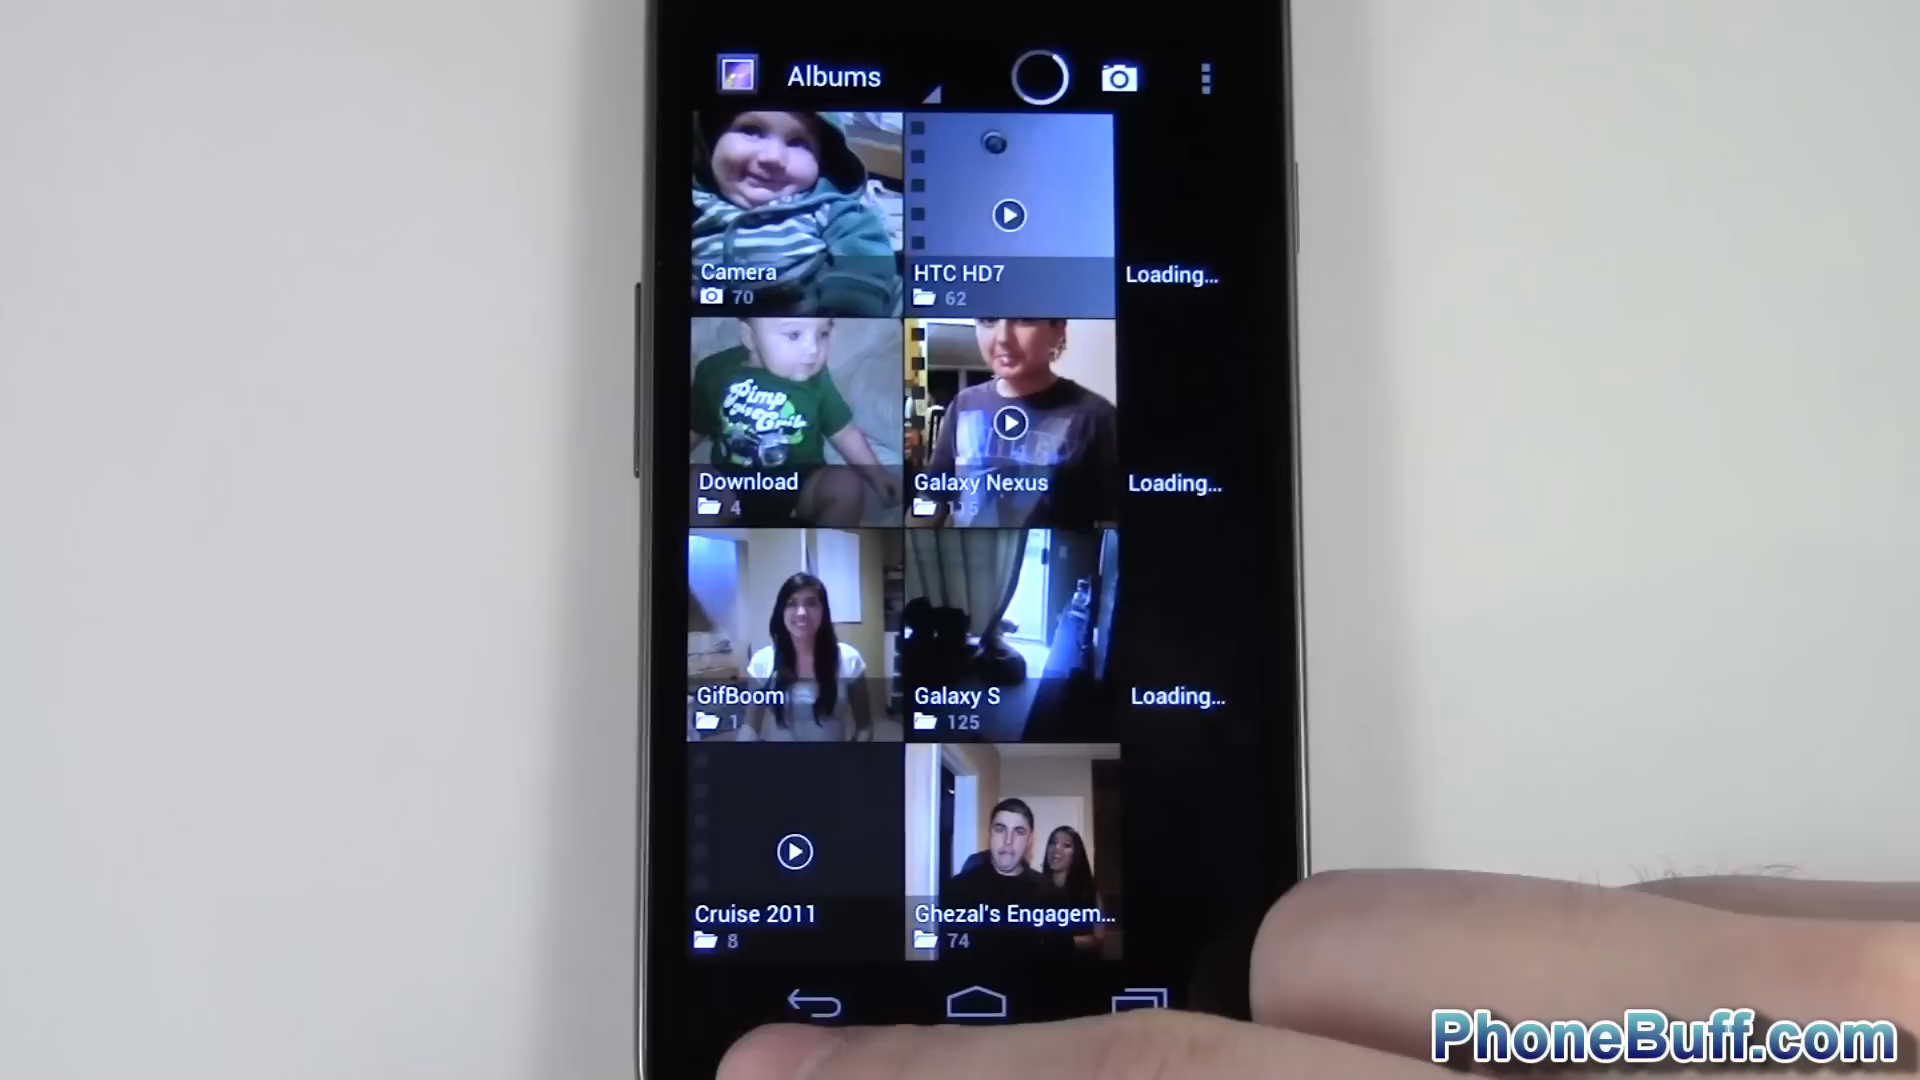 Albums
Camera
70
HTC HD7
62
Loading...
Download
4
Galaxy Nexus
115
Loading...
GifBoom
1
Galaxy S
125
Loading...
Cruise 2011
8
Ghezal's Engagem...
74
PhoneBuff.com